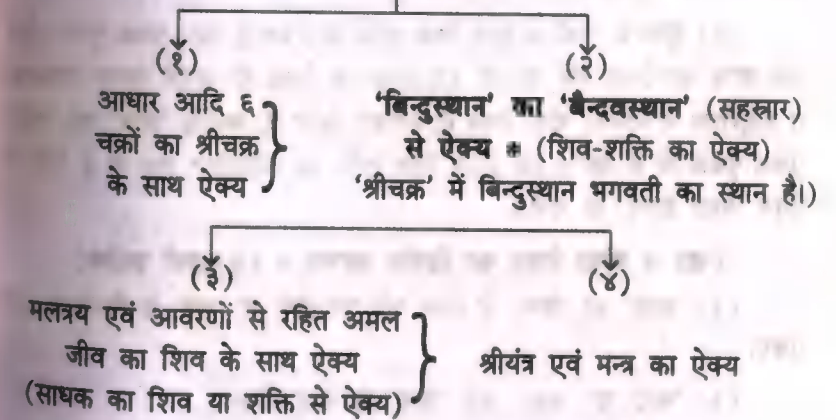 (१)
आधार आदि ६
चक्रों का श्रीचक्र
के साथ ऐक्य
(२)
'बिन्दुस्थान' का 'बैन्दवस्थान' (सहस्रार)
से ऐक्य + (शिव-शक्ति का ऐक्य)
'श्रीचक्र' में बिन्दुस्थान भगवती का स्थान है।)
(३)
मलत्रय एवं आवरणों से रहित अमल
जीव का शिव के साथ ऐक्य
(साधक का शिव या शक्ति से ऐक्य)
(४)
श्रीयंत्र एवं मन्त्र का ऐक्य